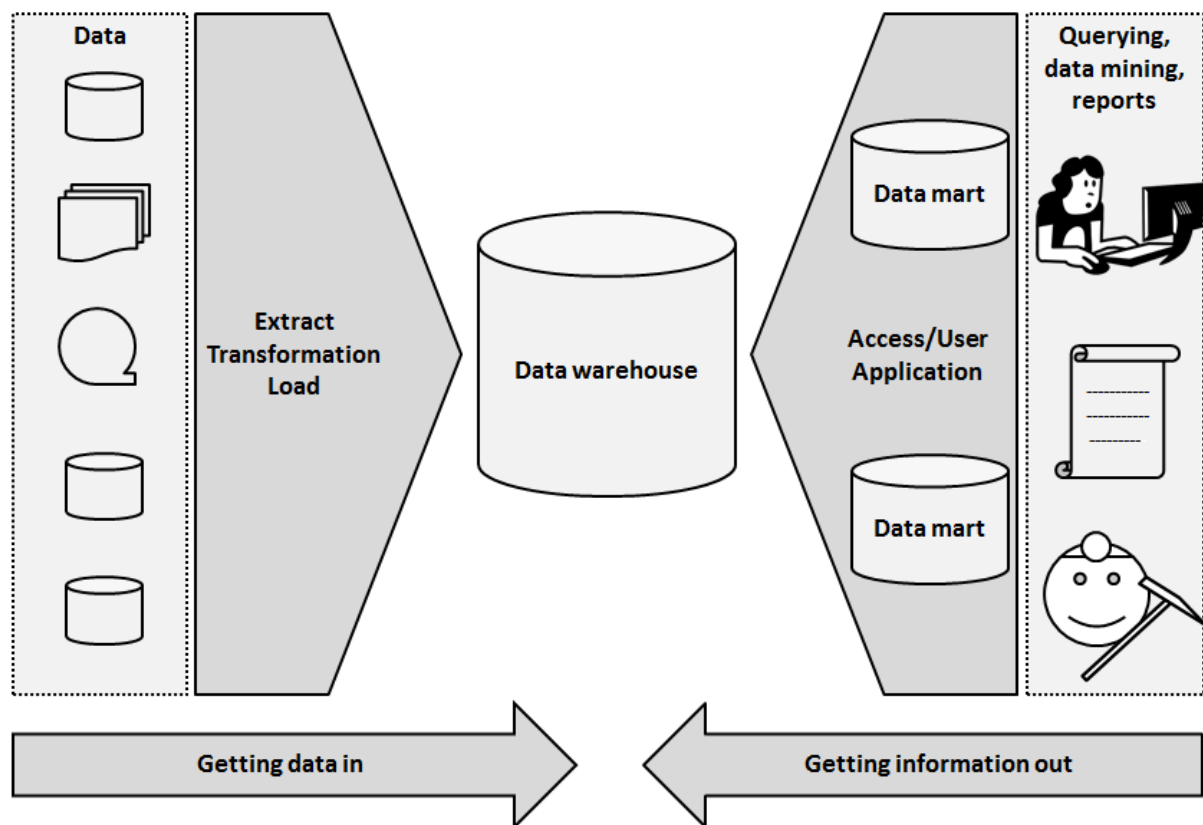 Data
Extract
Transformation
Load
Data warehouse
Data mart
Access/User
Application
Data mart
Querying,
data mining,
reports
Getting data in
Getting information out